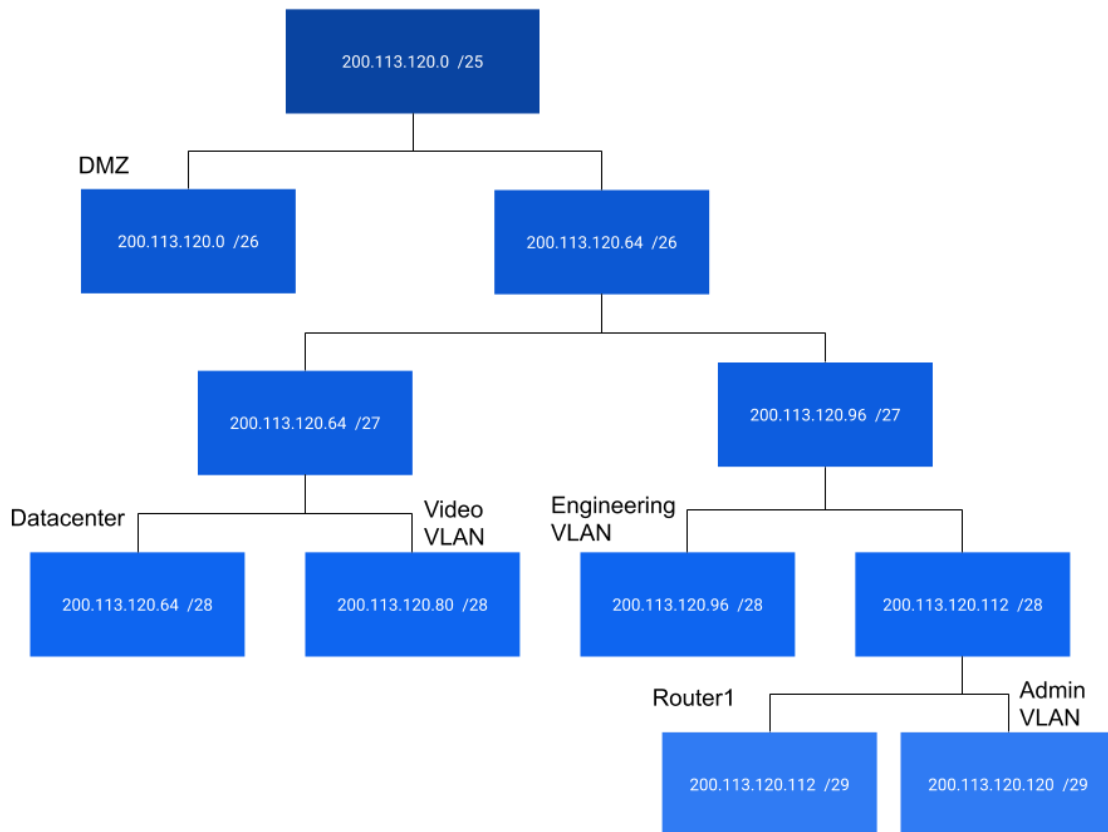 200.113.120.0 /25
DMZ
200.113.120.0 /26
200.113.120.64 /26
200.113.120.64 /27
200.113.120.96 /27
Datacenter
Video
VLAN
Engineering
VLAN
200.113.120.64 /28
200.113.120.80 /28
200.113.120.96 /28
200.113.120.112 /28
Router1
Admin
VLAN
200.113.120.112 /29
200.113.120.120 /29